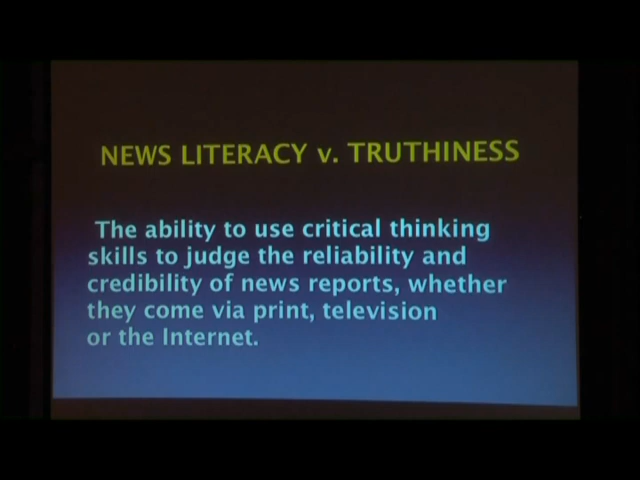 NEWS LITERACY v. TRUTHINESS
The ability to use critical thinking
skills to judge the reliability and
credibility of news reports, whether
they come via print, television
or the Internet.